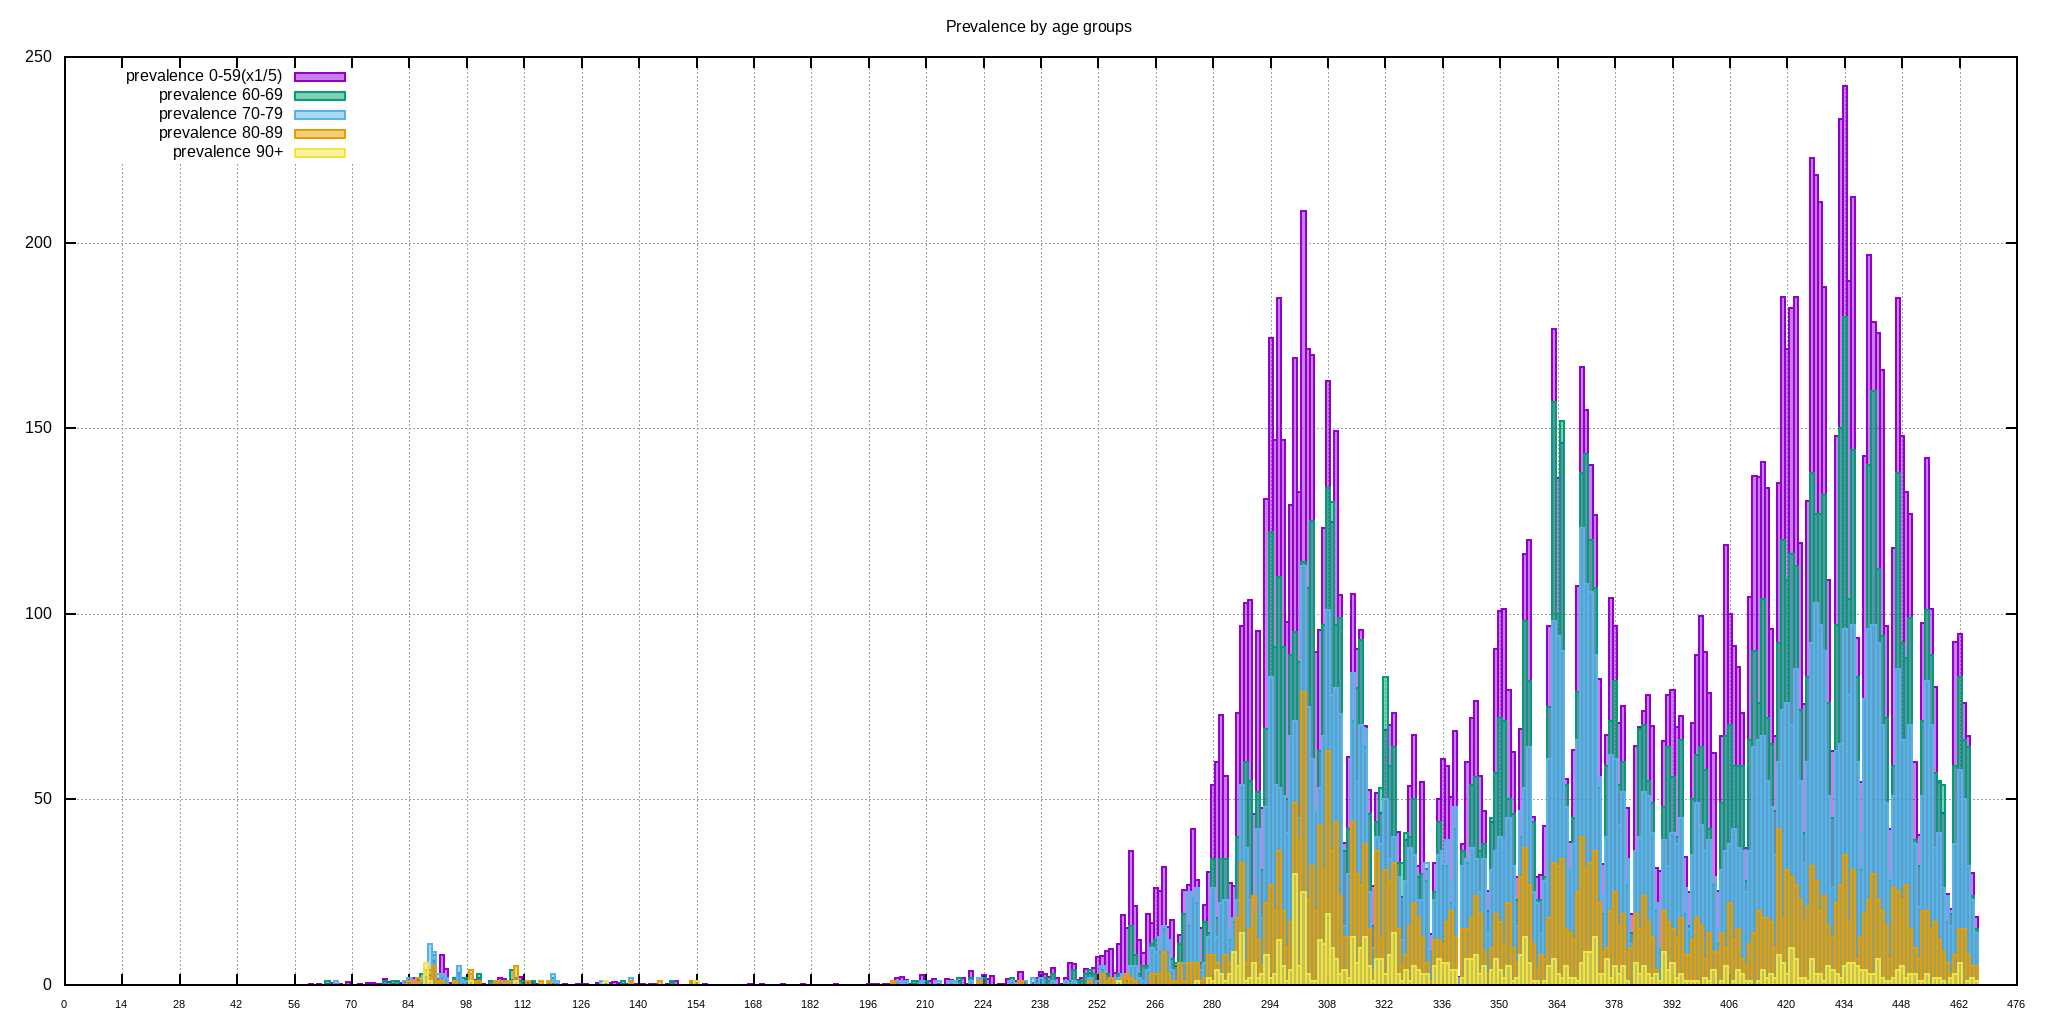 Prevalence by age groups
250
200
150
100
50
0
prevalence 0-59(x1/5)
prevalence 60-69
prevalence 70-79
prevalence 80-89
prevalence 90+
0 14 28 42 56 70 84 98 112 126 140 154 168 182 196 210 224 238 252 266 280 294 308 322 336 350 364 378 392 406 420 434 448 462 476